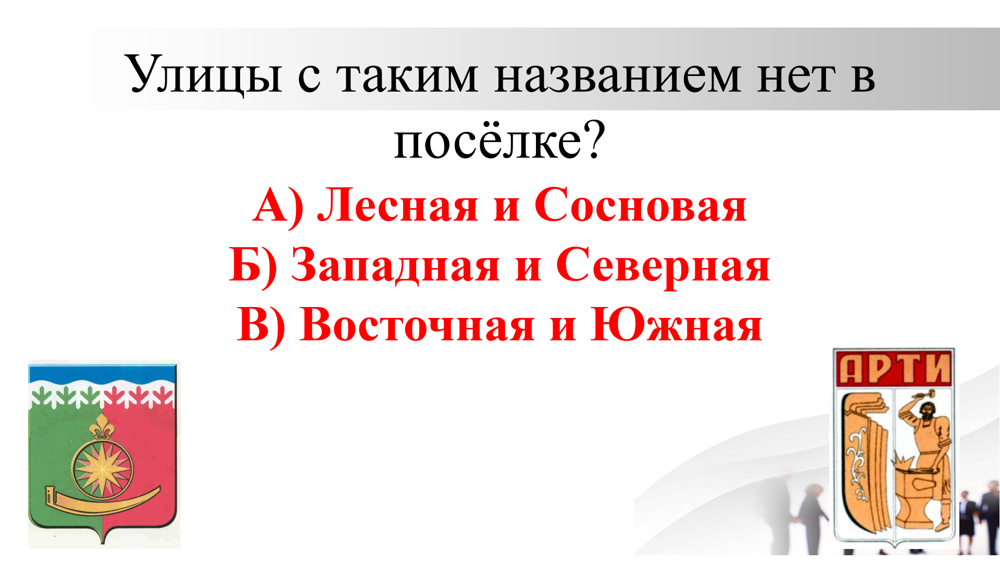 Улицы с таким названием нет в
посёлке?
А) Лесная и Сосновая
Б) Западная и Северная
В) Восточная и Южная
АРТИ